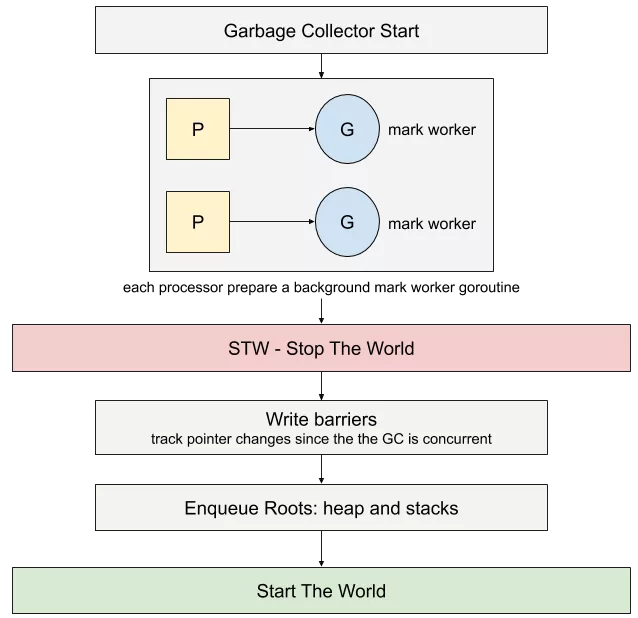 Garbage Collector Start
P
G
mark worker
P
G
mark worker
each processor prepare a background mark worker goroutine
STW - Stop The World
Write barriers
track pointer changes since the the GC is concurrent
Enqueue Roots: heap and stacks
Start The World